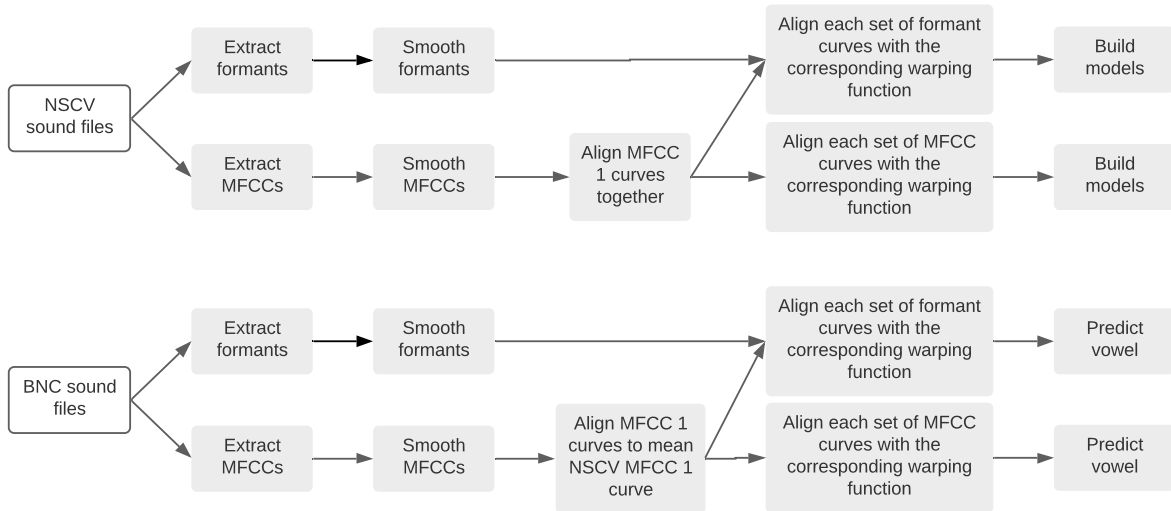 NSCV
sound files
Extract
formants
Smooth
formants
Align each set of formant
curves with the
corresponding warping
function
Build
models
Extract
MFCCs
Smooth
MFCCs
Align MFCC
1 curves
together
Align each set of MFCC
curves with the
corresponding warping
function
Build
models
BNC sound
files
Extract
formants
Smooth
formants
Align each set of formant
curves with the
corresponding warping
function
Predict
vowel
Extract
MFCCs
Smooth
MFCCs
Align MFCC 1
curves to mean
NSCV MFCC 1
curve
Align each set of MFCC
curves with the
corresponding warping
function
Predict
vowel